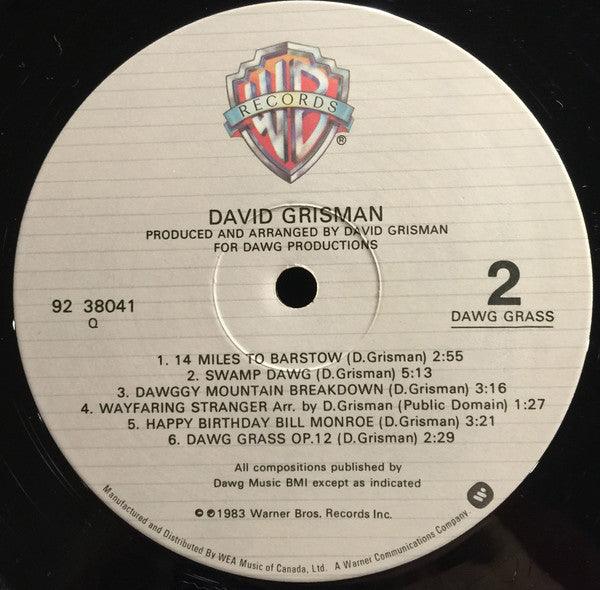 WB
RECORDS
®
DAVID GRISMAN
PRODUCED AND ARRANGED BY DAVID GRISMAN
FOR DAWG PRODUCTIONS
92 38041
Q
2
DAWG GRASS
1. 14 MILES TO BARSTOW (D.Grisman) 2:55
2. SWAMP DAWG (D.Grisman) 5:13
3. DAWGGY MOUNTAIN BREAKDOWN (D.Grisman) 3:16
4. WAYFARING STRANGER Arr. by D.Grisman (Public Domain) 1:27
5. HAPPY BIRTHDAY BILL MONROE (D.Grisman) 3:21
6. DAWG GRASS OP.12 (D.Grisman) 2:29
All compositions published by
Dawg Music BMI except as indicated
© ℗1983 Warner Bros. Records Inc.
Manufactured and Distributed By WEA Music of Canada, Ltd. A Warner Communications Company.